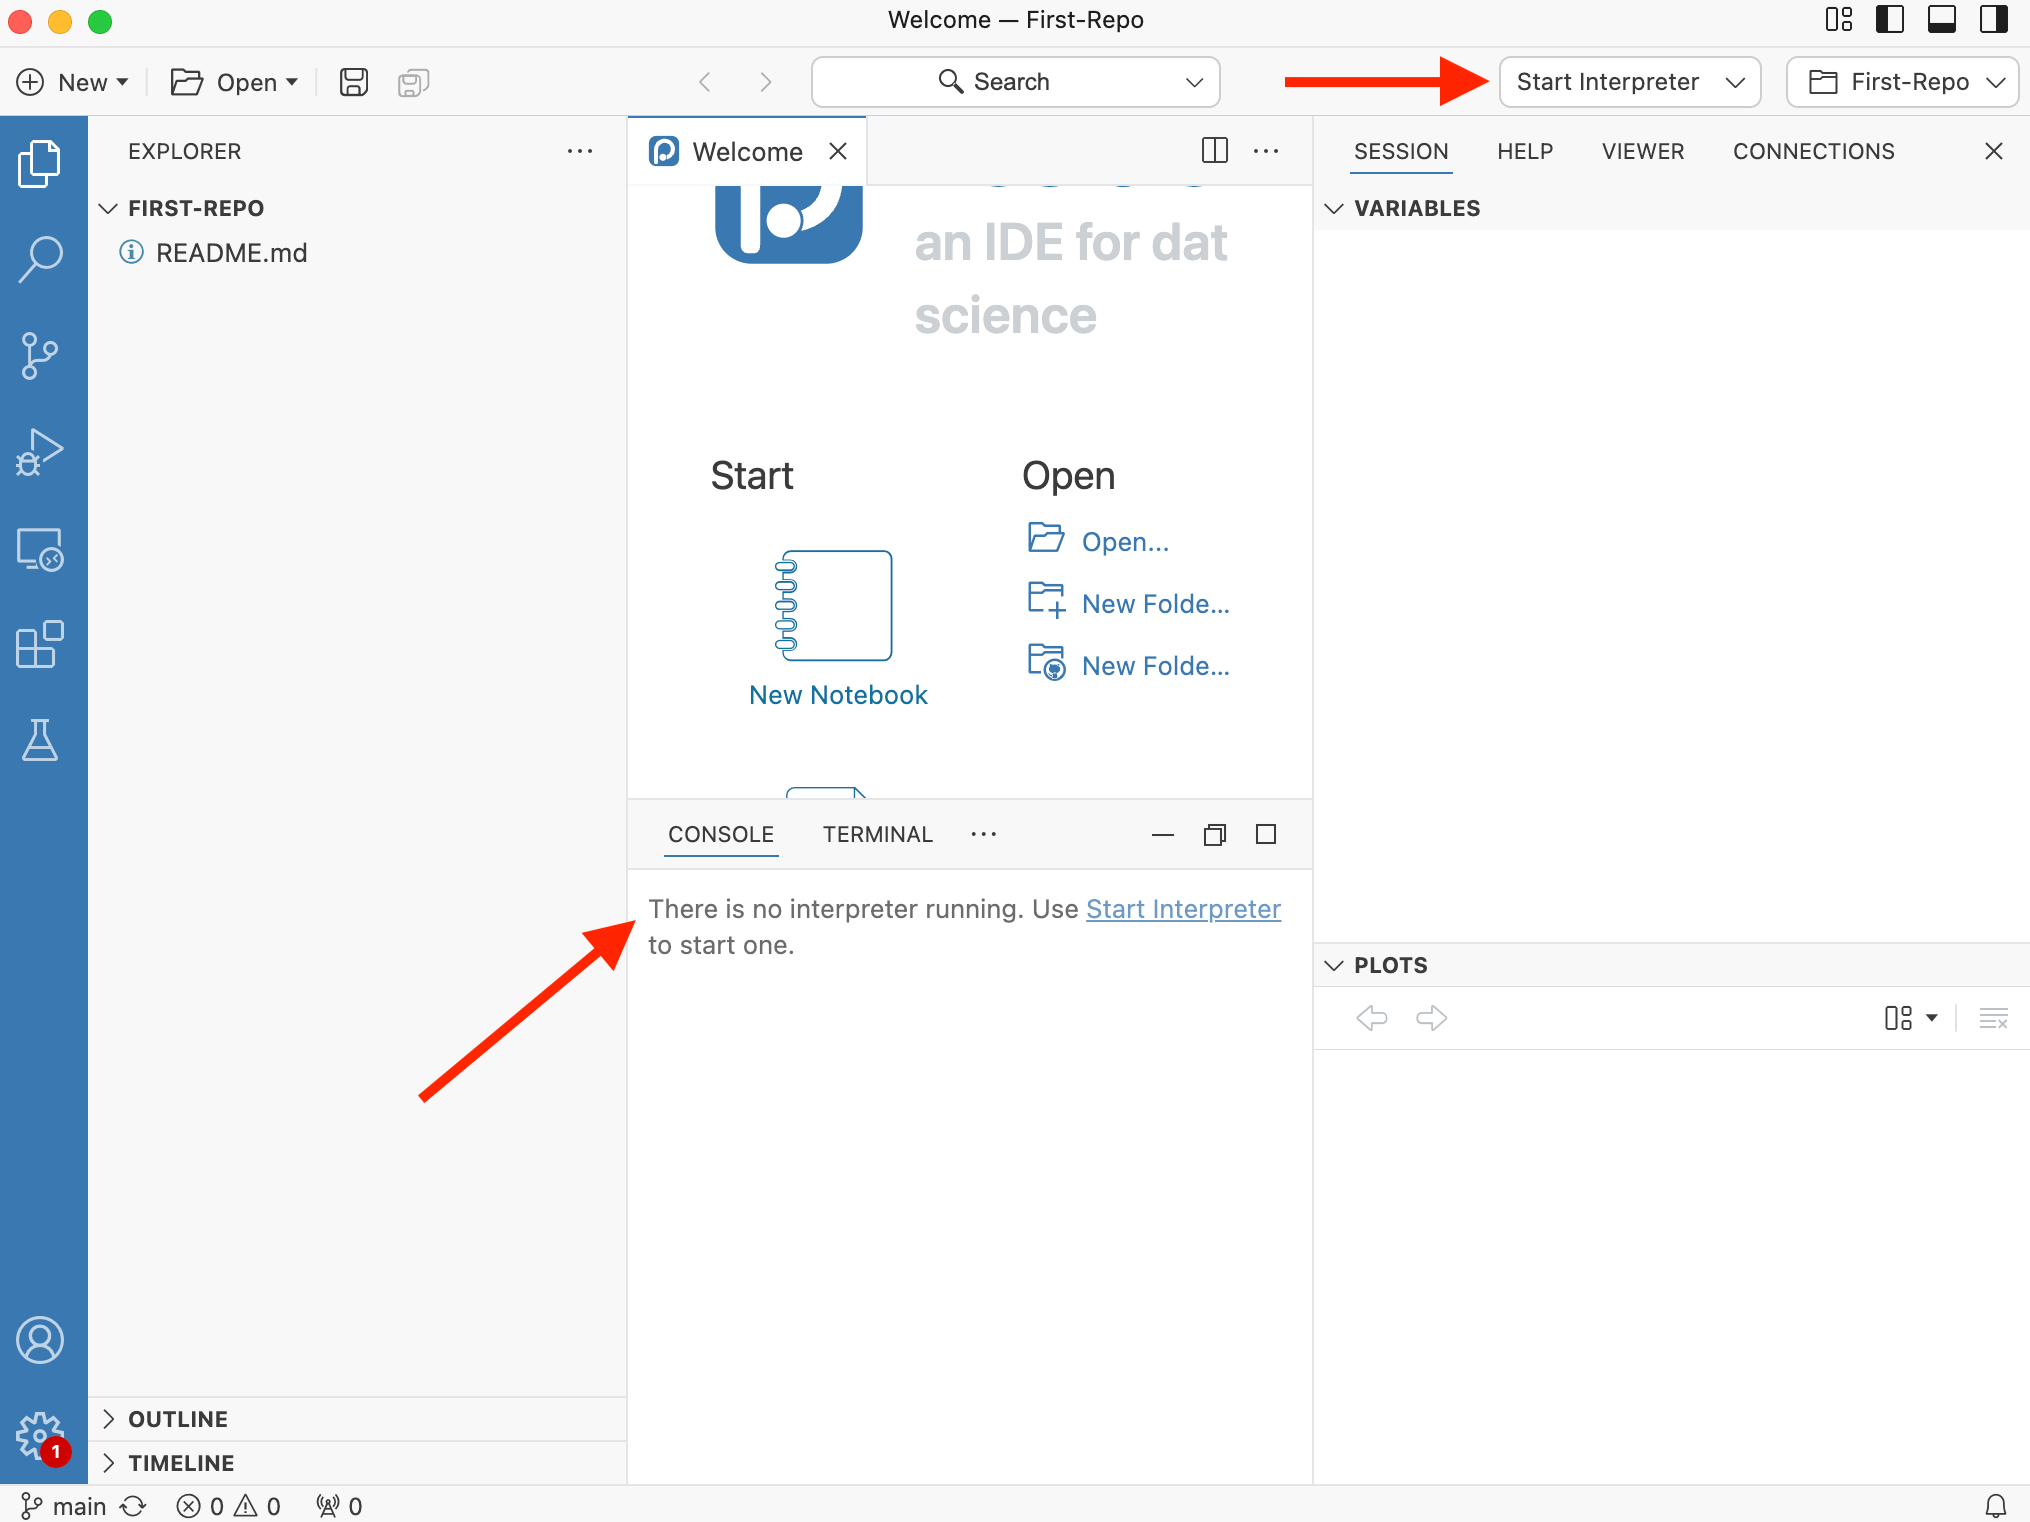 Welcome — First-Repo
New
Open
Search
Start Interpreter
First-Repo
EXPLORER
FIRST-REPO
README.md
Welcome
an IDE for dat
science
Start
Open
Open...
New Folde...
New Folde...
New Notebook
CONSOLE
TERMINAL
There is no interpreter running. Use Start Interpreter
to start one.
SESSION
HELP
VIEWER
CONNECTIONS
VARIABLES
PLOTS
OUTLINE
1
TIMELINE
main
0
0
0